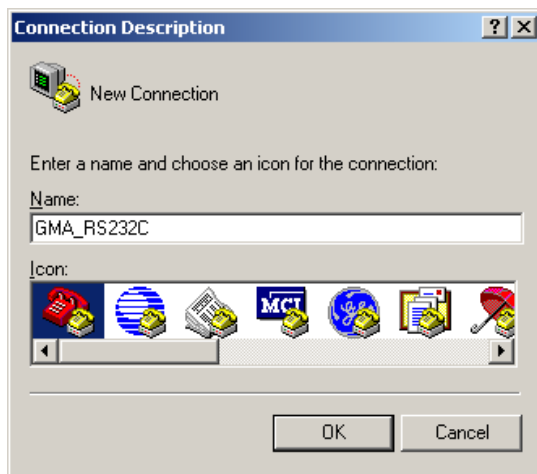 Connection Description
New Connection
Enter a name and choose an icon for the connection:
Name:
GMA_RS232C
Icon:
MCI
OK
Cancel